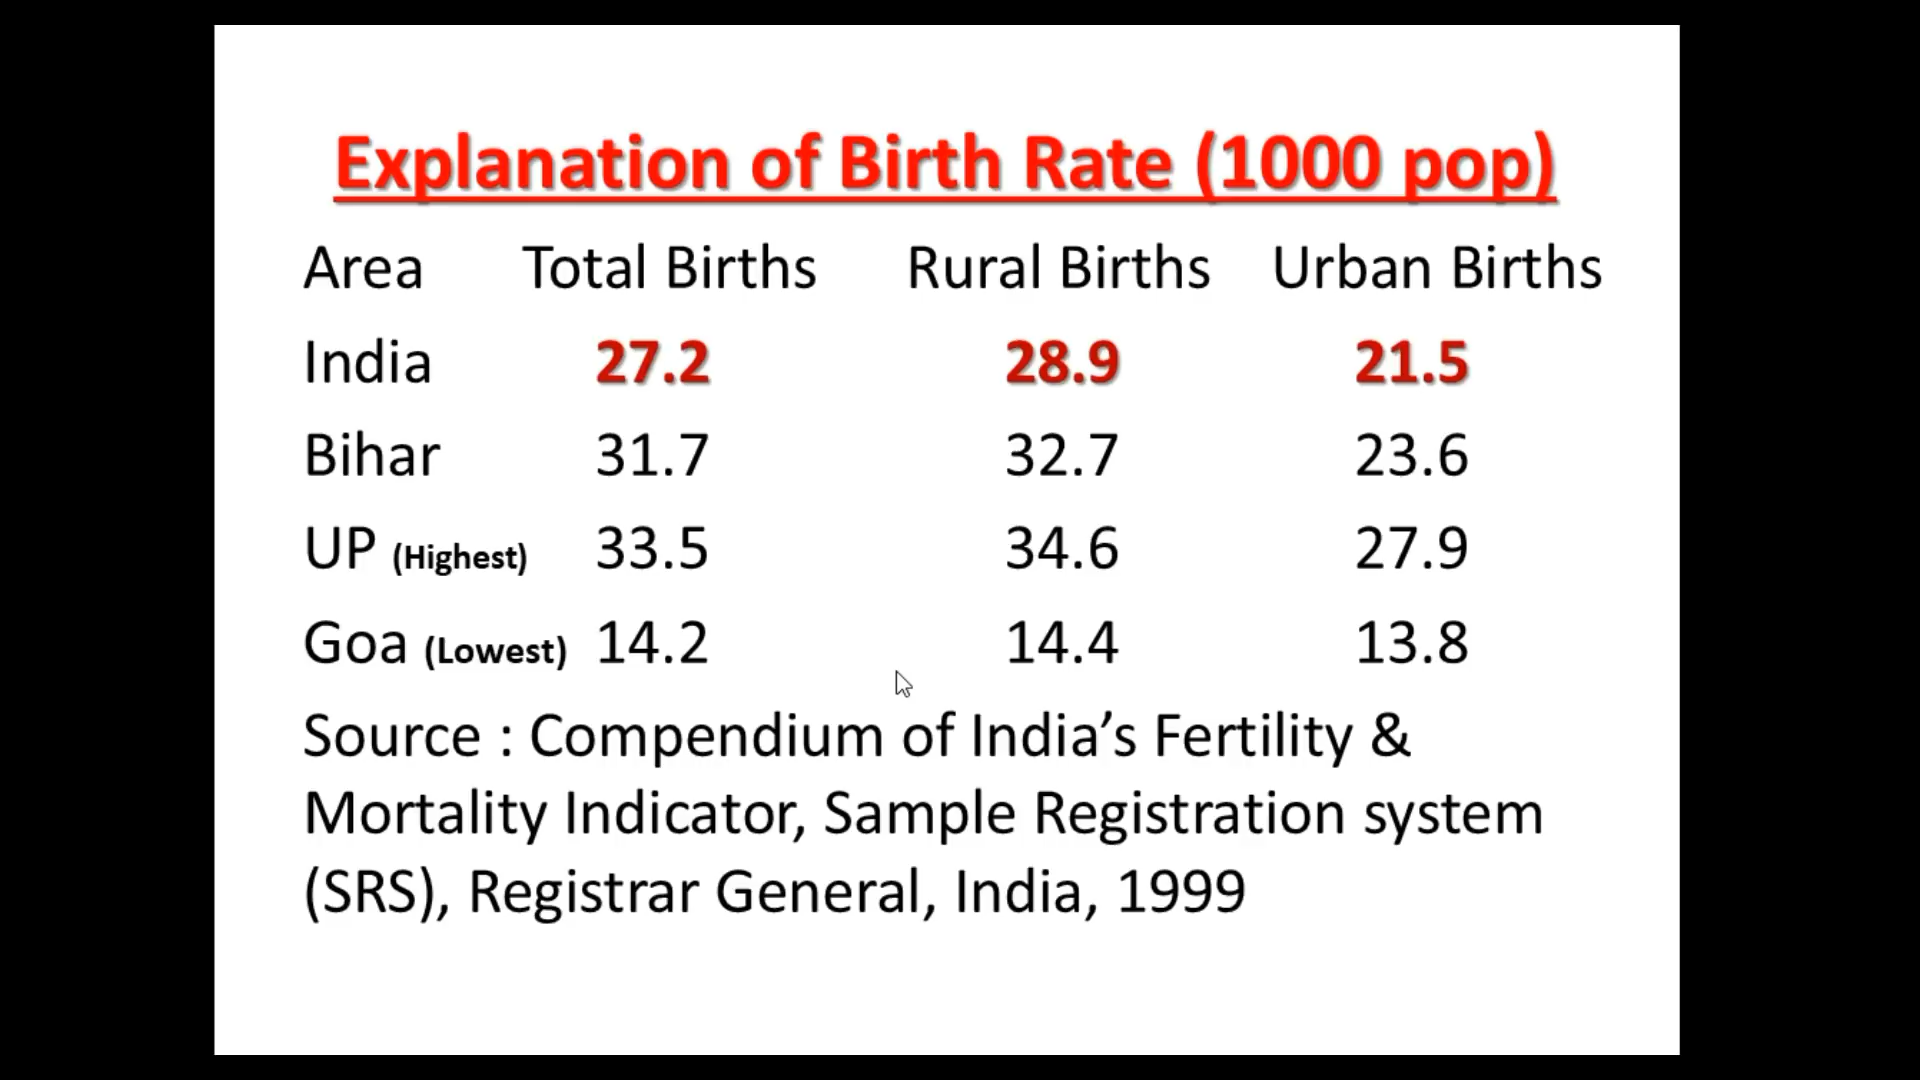 Explanation of Birth Rate (1000 pop)
Area Total Births Rural Births Urban Births
India 27.2 28.9 21.5
Bihar 31.7 32.7 23.6
UP (Highest) 33.5 34.6 27.9
Goa (Lowest) 14.2 14.4 13.8
Source : Compendium of India’s Fertility &
Mortality Indicator, Sample Registration system
(SRS), Registrar General, India, 1999